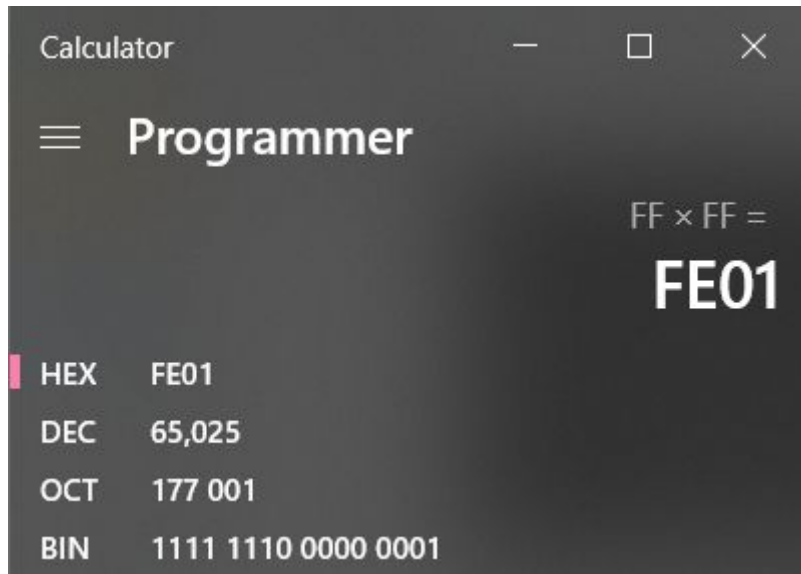 Calculator
Programmer
FF × FF =
FE01
HEX FE01
DEC 65,025
OCT 177 001
BIN 1111 1110 0000 0001